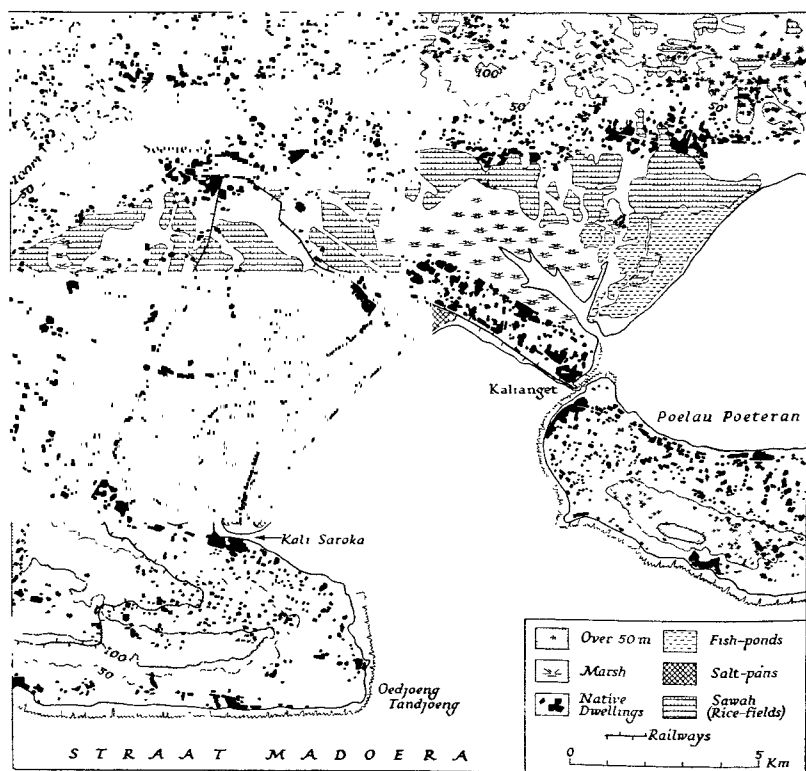 100
50
50
50
Soemenep
100m
50
Kalianget
Poelau Poeteran
Kali Saroka
100
50
Oedjoeng
Tandjoeng
STRAAT MADOERA
Over 50 m
Fish-ponds
Marsh
Salt-pans
Native
Dwellings
Sawah
(Rice-fields)
Railways
0 5
Km